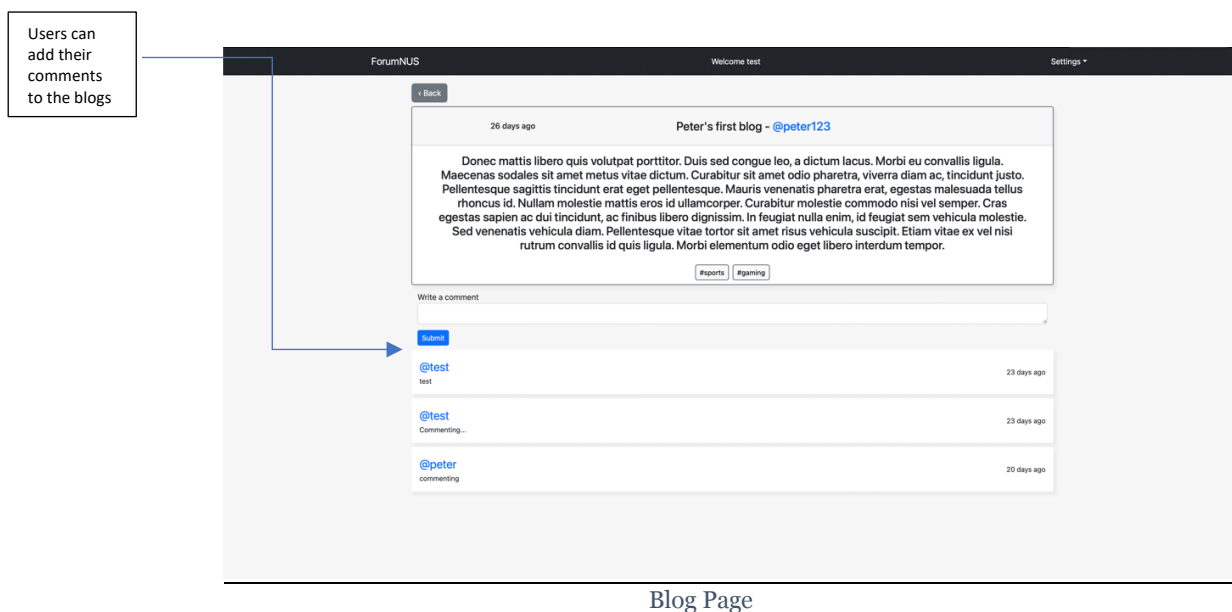 Users can
add their
comments
to the blogs
ForumNUS
Welcome test
Settings
‹ Back
26 days ago
Peter's first blog - @peter123
Donec mattis libero quis volutpat porttitor. Duis sed congue leo, a dictum lacus. Morbi eu convallis ligula.
Maecenas sodales sit amet metus vitae dictum. Curabitur sit amet odio pharetra, viverra diam ac, tincidunt justo.
Pellentesque sagittis tincidunt erat eget pellentesque. Mauris venenatis pharetra erat, egestas malesuada tellus
rhoncus id. Nullam molestie mattis eros id ullamcorper. Curabitur molestie commodo nisi vel semper. Cras
egestas sapien ac dui tincidunt, ac finibus libero dignissim. In feugiat nulla enim, id feugiat sem vehicula molestie.
Sed venenatis vehicula diam. Pellentesque vitae tortor sit amet risus vehicula suscipit. Etiam vitae ex vel nisi
rutrum convallis id quis ligula. Morbi elementum odio eget libero interdum tempor.
#sports #gaming
Write a comment
Submit
@test
test
23 days ago
@test
Commenting...
23 days ago
@peter
commenting
20 days ago
Blog Page